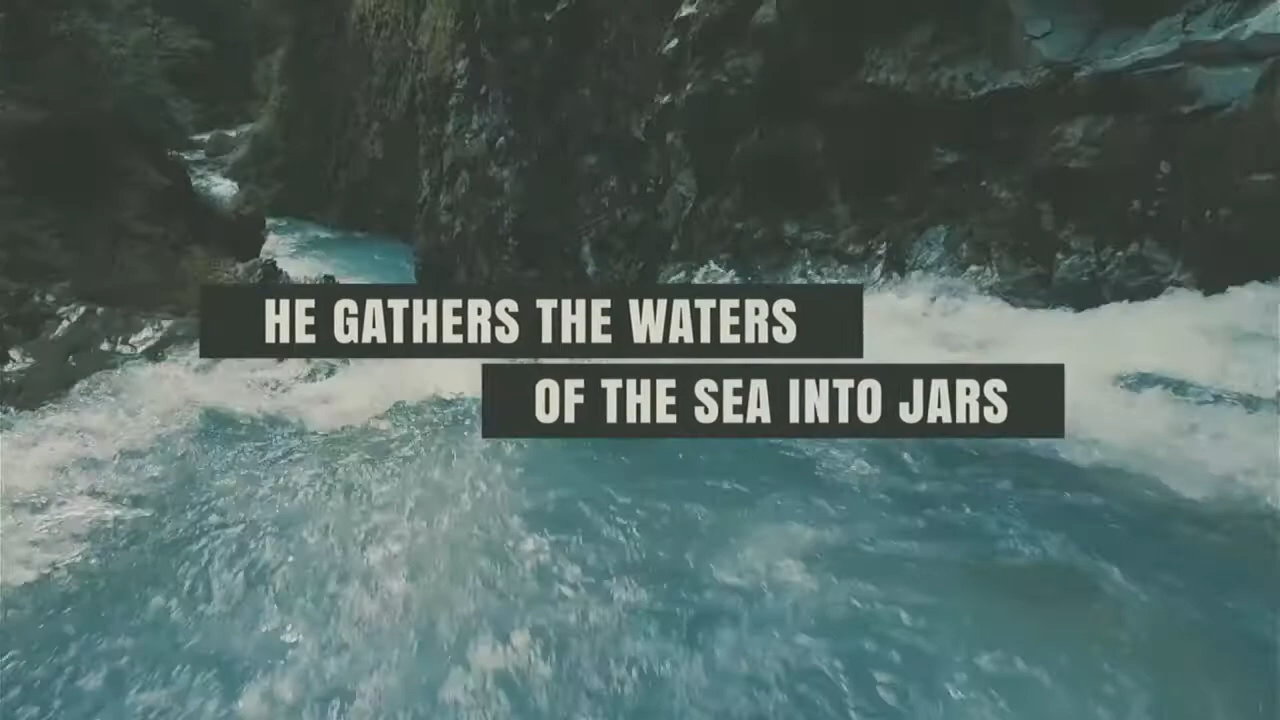 HE GATHERS THE WATERS
OF THE SEA INTO JARS